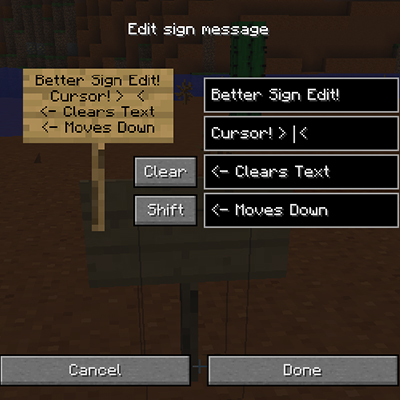 Edit sign message
Better Sign Edit!
Cursor! > <
<- Clears Text
<- Moves Down
Better Sign Edit!
Cursor! > |<
Clear
<- Clears Text
Shift
<- Moves Down
Cancel
Done